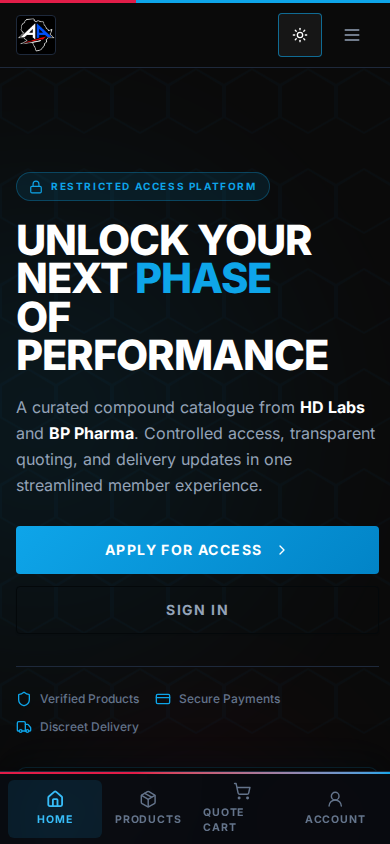 AA
RESTRICTED ACCESS PLATFORM
UNLOCK YOUR
NEXT PHASE
OF
PERFORMANCE
A curated compound catalogue from HD Labs
and BP Pharma. Controlled access, transparent
quoting, and delivery updates in one
streamlined member experience.
APPLY FOR ACCESS
SIGN IN
Verified Products
Secure Payments
Discreet Delivery
HOME
PRODUCTS
QUOTE
CART
ACCOUNT